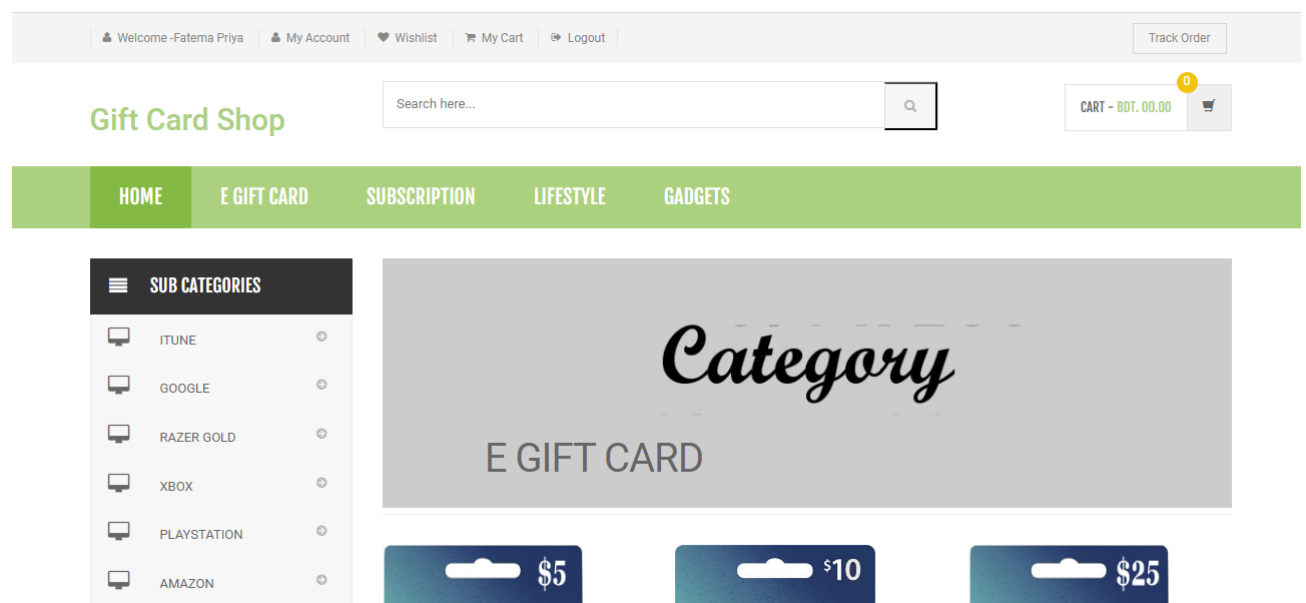 Welcome -Fatema Priya My Account Wishlist My Cart Logout Track Order
Gift Card Shop
Search here...
0
CART - BDT. 00.00
HOME E GIFT CARD SUBSCRIPTION LIFESTYLE GADGETS
SUB CATEGORIES
ITUNE
GOOGLE
RAZER GOLD
XBOX
PLAYSTATION
AMAZON
Category
E GIFT CARD
$5 $10 $25